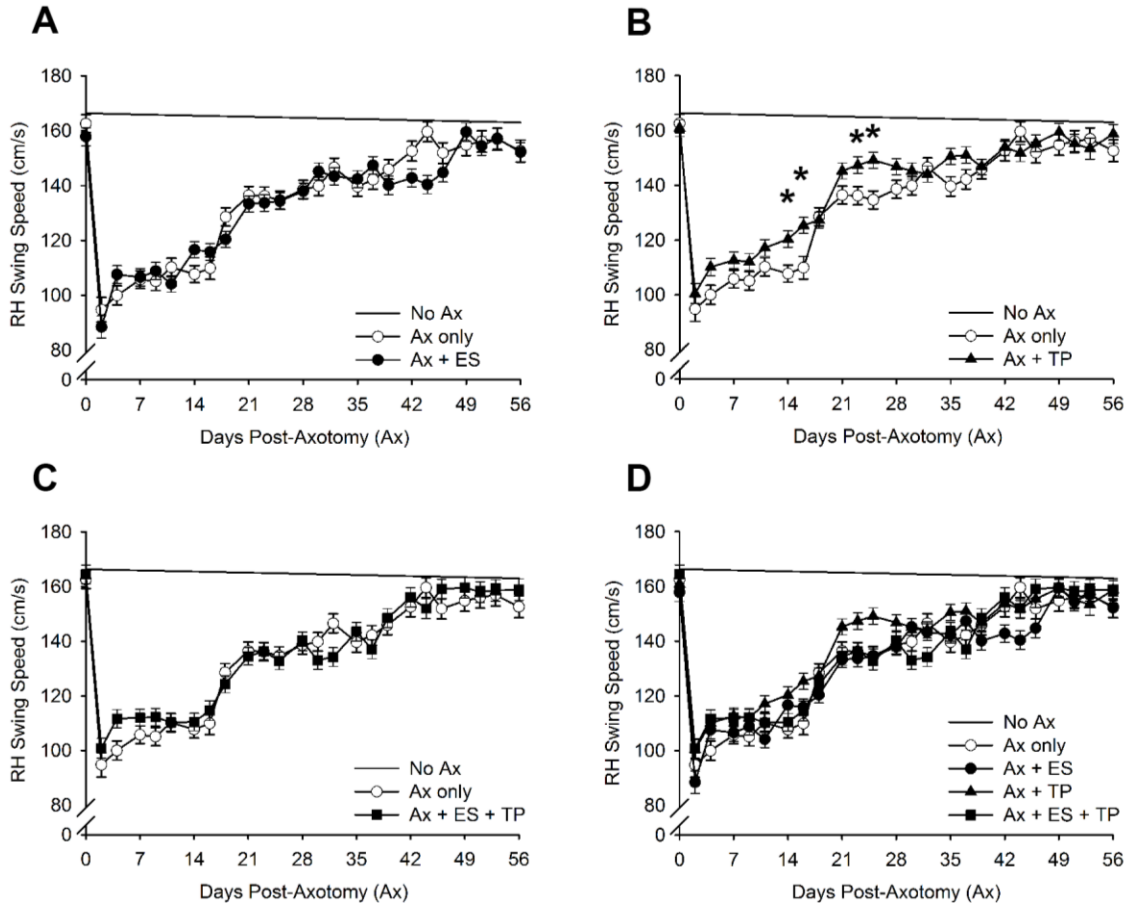 A
RH Swing Speed (cm/s)
180
160
140
120
100
80
0
No Ax
Ax only
Ax + ES
0 7 14 21 28 35 42 49 56
Days Post-Axotomy (Ax)
B
RH Swing Speed (cm/s)
180
160
140
120
100
80
0
* * * *
No Ax
Ax only
Ax + TP
0 7 14 21 28 35 42 49 56
Days Post-Axotomy (Ax)
C
RH Swing Speed (cm/s)
180
160
140
120
100
80
0
No Ax
Ax only
Ax + ES + TP
0 7 14 21 28 35 42 49 56
Days Post-Axotomy (Ax)
D
RH Swing Speed (cm/s)
180
160
140
120
100
80
0
No Ax
Ax only
Ax + ES
Ax + TP
Ax + ES + TP
0 7 14 21 28 35 42 49 56
Days Post-Axotomy (Ax)